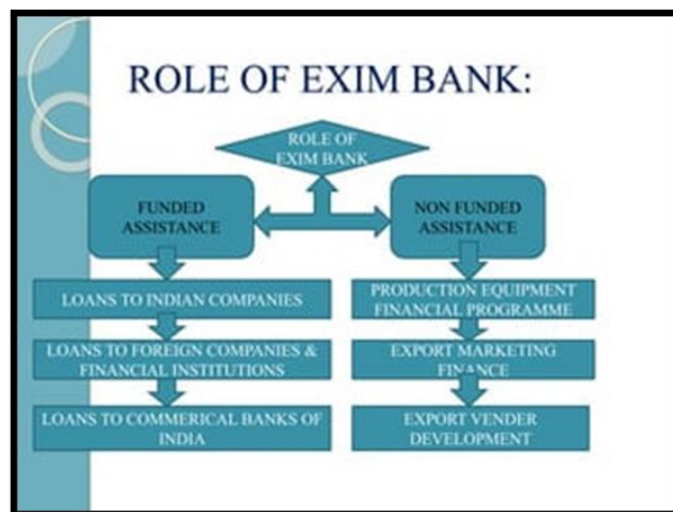 ROLE OF EXIM BANK:
ROLE OF
EXIM BANK
FUNDED
ASSISTANCE
NON FUNDED
ASSISTANCE
LOANS TO INDIAN COMPANIES
PRODUCTION EQUIPMENT
FINANCIAL PROGRAMME
LOANS TO FOREIGN COMPANIES &
FINANCIAL INSTITUTIONS
EXPORT MARKETING
FINANCE
LOANS TO COMMERICAL BANKS OF
INDIA
EXPORT VENDER
DEVELOPMENT